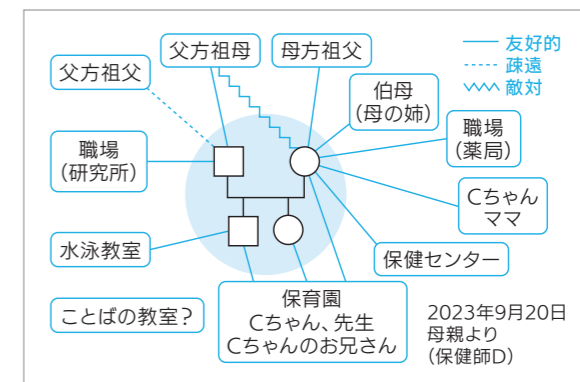 父方祖母
母方祖父
友好的
疎遠
敵対
父方祖父
伯母
(母の姉)
職場
(薬局)
職場
(研究所)
Cちゃん
ママ
水泳教室
保健センター
ことばの教室?
保育園
Cちゃん、先生
Cちゃんのお兄さん
2023年9月20日
母親より
(保健師D)